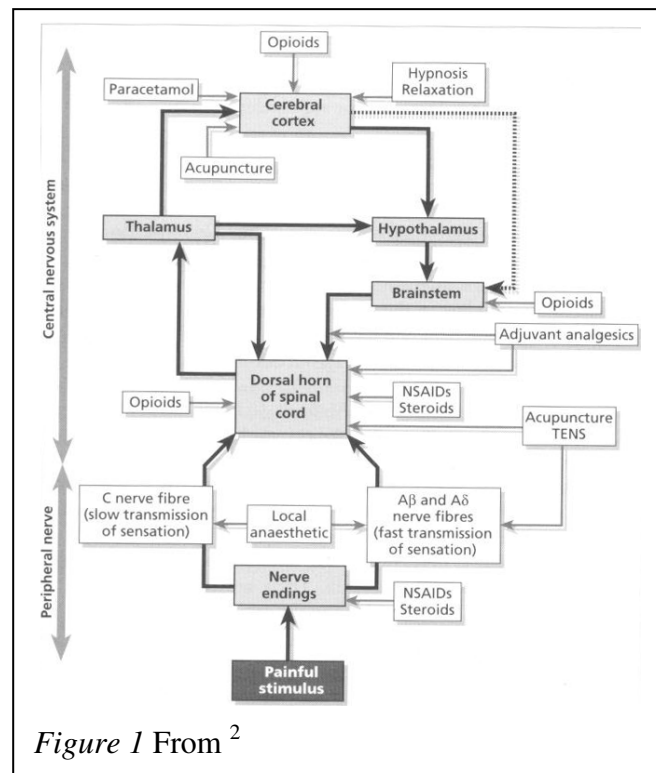 Opioids
Paracetamol
Hypnosis
Relaxation
Cerebral
cortex
Acupuncture
Thalamus
Hypothalamus
Brainstem
Opioids
Adjuvant analgesics
Dorsal horn
of spinal
cord
Opioids
NSAIDs
Steroids
Acupuncture
TENS
C nerve fibre
(slow transmission
of sensation)
Local
anaesthetic
Aβ and Aδ
nerve fibres
(fast transmission
of sensation)
Nerve
endings
NSAIDs
Steroids
Painful
stimulus
Central nervous system
Peripheral nerve
Figure 1 From ²